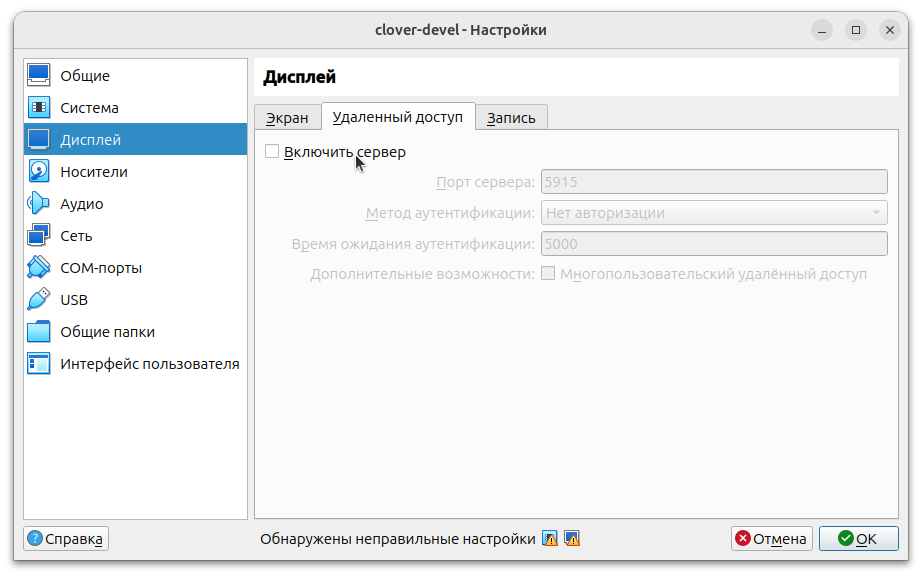 clover-devel - Настройки
Общие
Система
Дисплей
Носители
Аудио
Сеть
COM-порты
USB
Общие папки
Интерфейс пользователя
Дисплей
Экран Удаленный доступ Запись
Включить сервер
Порт сервера: 5915
Метод аутентификации: Нет авторизации
Время ожидания аутентификации: 5000
Дополнительные возможности: Многопользовательский удалённый доступ
Справка Обнаружены неправильные настройки Отмена OK